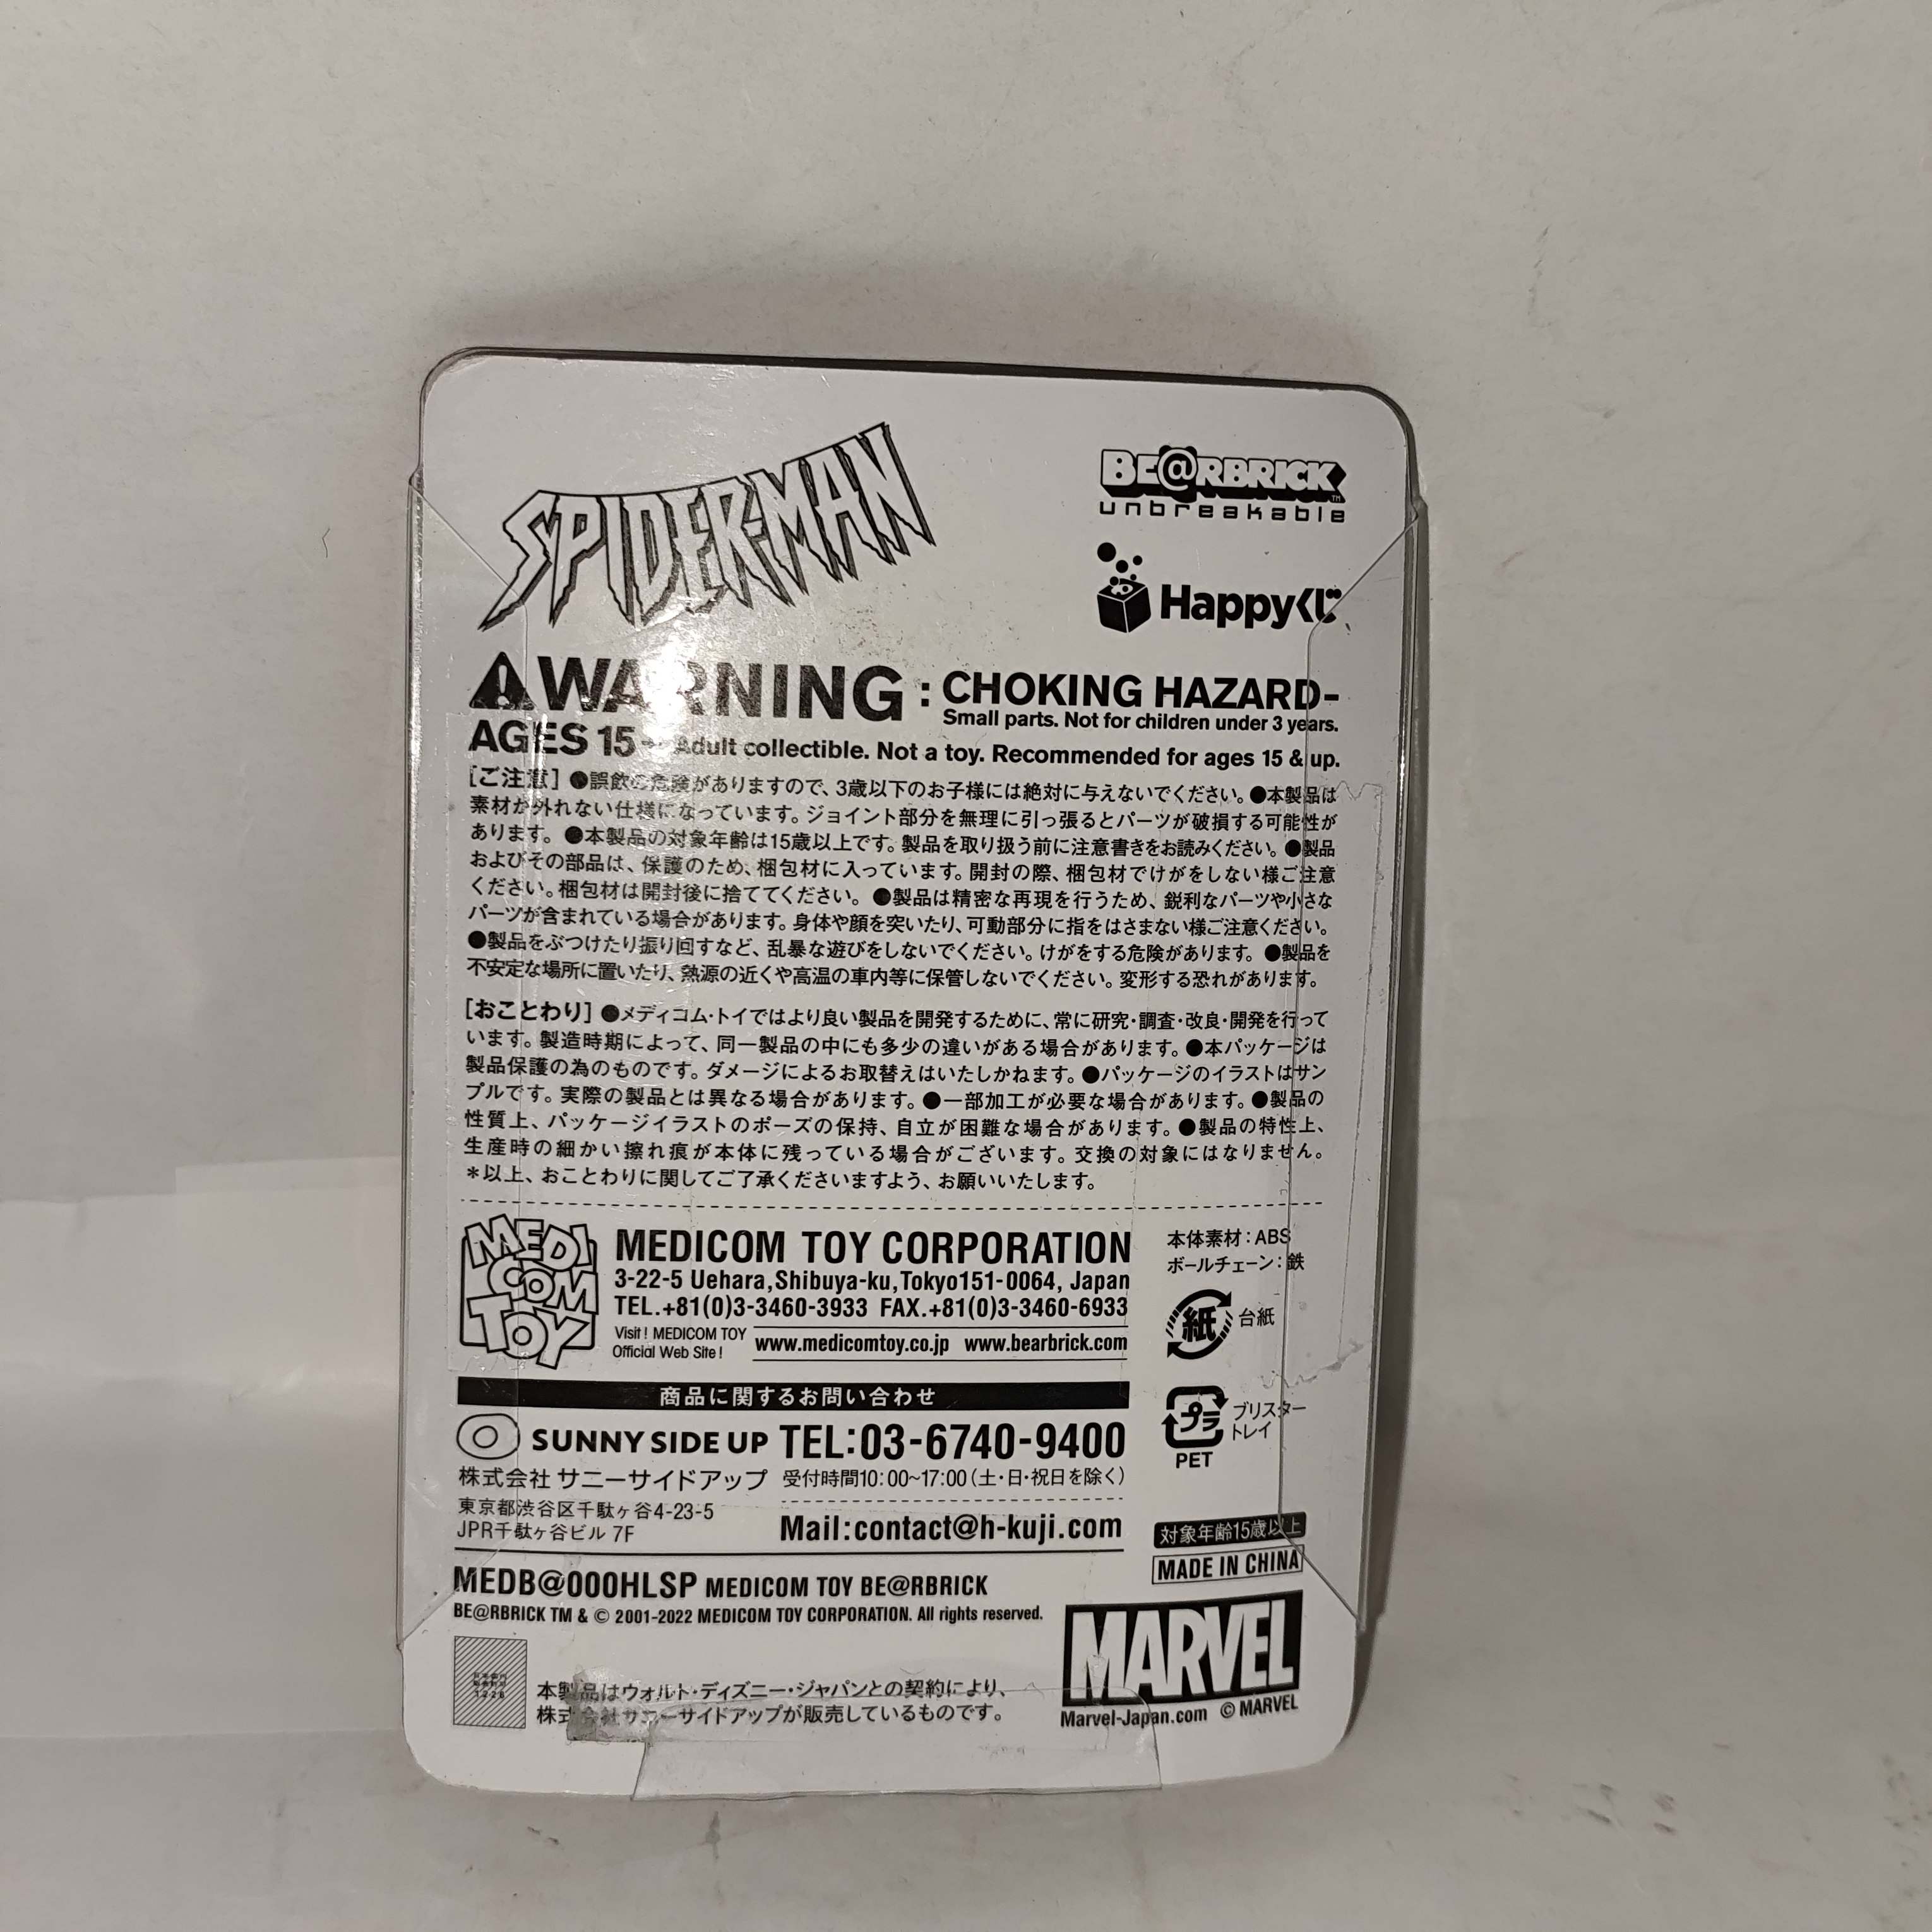 SPIDER-MAN
BE@RBRICK TM
unbreakable
Happyくじ
WARNING : CHOKING HAZARD-
Small parts. Not for children under 3 years.
AGES 15+ Adult collectible. Not a toy. Recommended for ages 15 & up.
[ご注意] ●誤飲の危険がありますので、3歳以下のお子様には絶対に与えないでください。●本製品は
素材が外れない仕様になっています。ジョイント部分を無理に引っ張るとパーツが破損する可能性が
あります。●本製品の対象年齢は15歳以上です。製品を取り扱う前に注意書きをお読みください。●製品
およびその部品は、保護のため、梱包材に入っています。開封の際、梱包材でけがをしない様ご注意
ください。梱包材は開封後に捨ててください。●製品は精密な再現を行うため、鋭利なパーツや小さな
パーツが含まれている場合があります。身体や顔を突いたり、可動部分に指をはさまない様ご注意ください。
●製品をぶつけたり振り回すなど、乱暴な遊びをしないでください。けがをする危険があります。●製品を
不安定な場所に置いたり、熱源の近くや高温の車内等に保管しないでください。変形する恐れがあります。
[おことわり] ●メディコム・トイではより良い製品を開発するために、常に研究・調査・改良・開発を行って
います。製造時期によって、同一製品の中にも多少の違いがある場合があります。●本パッケージは
製品保護の為のものです。ダメージによるお取替えはいたしかねます。●パッケージのイラストはサン
プルです。実際の製品とは異なる場合があります。●一部加工が必要な場合があります。●製品の
性質上、パッケージイラストのポーズの保持、自立が困難な場合があります。●製品の特性上、
生産時の細かい擦れ痕が本体に残っている場合がございます。交換の対象にはなりません。
*以上、おことわりに関してご了承くださいますよう、お願いいたします。
MEDI COM TOY
MEDICOM TOY CORPORATION
3-22-5 Uehara,Shibuya-ku,Tokyo151-0064, Japan
TEL.+81(0)3-3460-3933 FAX.+81(0)3-3460-6933
Visit! MEDICOM TOY
Official Web Site!
www.medicomtoy.co.jp www.bearbrick.com
本体素材:ABS
ボールチェーン:鉄
紙 台紙
プラ ブリスタートレイ
PET
商品に関するお問い合わせ
SUNNY SIDE UP TEL:03-6740-9400
株式会社 サニーサイドアップ 受付時間10:00~17:00(土・日・祝日を除く)
東京都渋谷区千駄ヶ谷4-23-5
JPR千駄ヶ谷ビル 7F
Mail:contact@h-kuji.com
対象年齢15歳以上
MADE IN CHINA
MEDB@000HLSP MEDICOM TOY BE@RBRICK
BE@RBRICK TM & © 2001-2022 MEDICOM TOY CORPORATION. All rights reserved.
本製品はウォルト・ディズニー・ジャパンとの契約により、
株式会社サニーサイドアップが販売しているものです。
MARVEL
Marvel-Japan.com © MARVEL